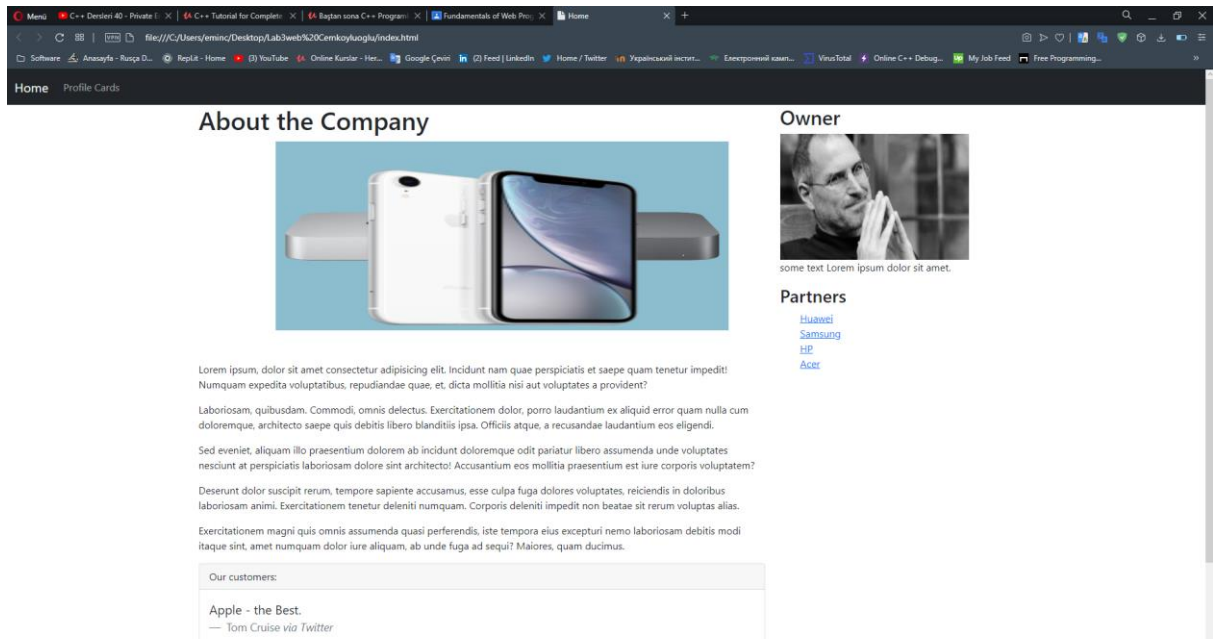 Menü
C++ Dersleri 40 - Private
C++ Tutorial for Complete
Baştan sona C++ Programl
Fundamentals of Web Prog
Home
VPN
file:///C:/Users/eminc/Desktop/Lab3web%20Cemkoyluoglu/index.html
Software
Anasayfa - Rusça D...
Replit - Home
(3) YouTube
Online Kurslar - Her...
Google Çeviri
(2) Feed | LinkedIn
Home / Twitter
Український инстит...
Електронний камп...
VirusTotal
Online C++ Debug...
My Job Feed
Free Programming...
Home Profile Cards
About the Company
Lorem ipsum, dolor sit amet consectetur adipisicing elit. Incidunt nam quae perspiciatis et saepe quam tenetur impedit!
Numquam expedita voluptatibus, repudiandae quae, et, dicta mollitia nisi aut voluptates a provident?
Laboriosam, quibusdam. Commodi, omnis delectus. Exercitationem dolor, porro laudantium ex aliquid error quam nulla cum
doloremque, architecto saepe quis debitis libero blanditiis ipsa. Officiis atque, a recusandae laudantium eos eligendi.
Sed eveniet, aliquam illo praesentium dolorem ab incidunt doloremque odit pariatur libero assumenda unde voluptates
nesciunt at perspiciatis laboriosam dolore sint architecto! Accusantium eos mollitia praesentium est iure corporis voluptatem?
Deserunt dolor suscipit rerum, tempore sapiente accusamus, esse culpa fuga dolores voluptates, reiciendis in doloribus
laboriosam animi. Exercitationem tenetur deleniti numquam. Corporis deleniti impedit non beatae sit rerum voluptas alias.
Exercitationem magni quis omnis assumenda quasi perferendis, iste tempora eius excepturi nemo laboriosam debitis modi
itaque sint, amet numquam dolor iure aliquam, ab unde fuga ad sequi? Maiores, quam ducimus.
Our customers:
Apple - the Best.
— Tom Cruise via Twitter
Owner
some text Lorem ipsum dolor sit amet.
Partners
Huawei
Samsung
HP
Acer